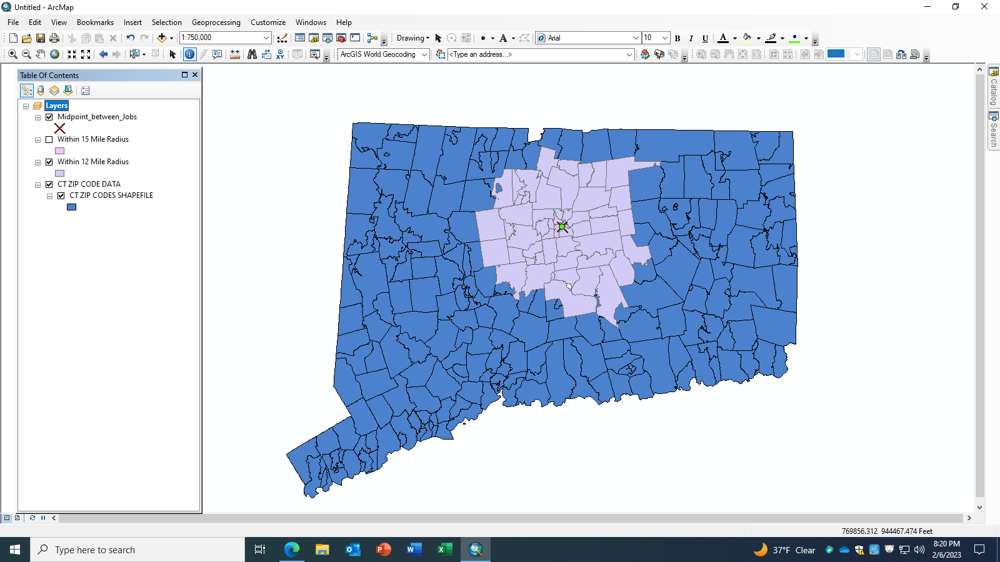 Untitled - ArcMap
File Edit View Bookmarks Insert Selection Geoprocessing Customize Windows Help
1:750,000 Drawing A Arial 10 B I U A
ArcGIS World Geocoding <Type an address...> 100%
Table Of Contents
Layers
Midpoint_between_Jobs
Within 15 Mile Radius
Within 12 Mile Radius
CT ZIP CODE DATA
CT ZIP CODES SHAPEFILE
Catalog
Search
769856.312 944467.474 Feet
Type here to search
37°F Clear
8:20 PM
2/6/2023